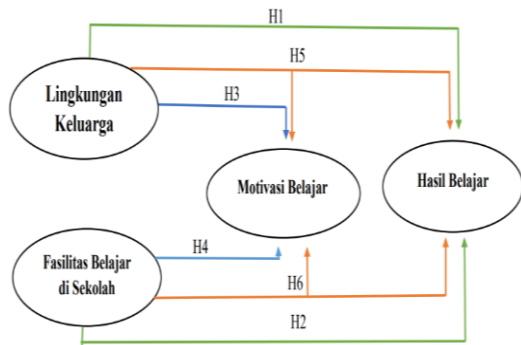 H1
H5
Lingkungan
Keluarga
H3
Motivasi Belajar
Hasil Belajar
H4
Fasilitas Belajar
di Sekolah
H6
H2